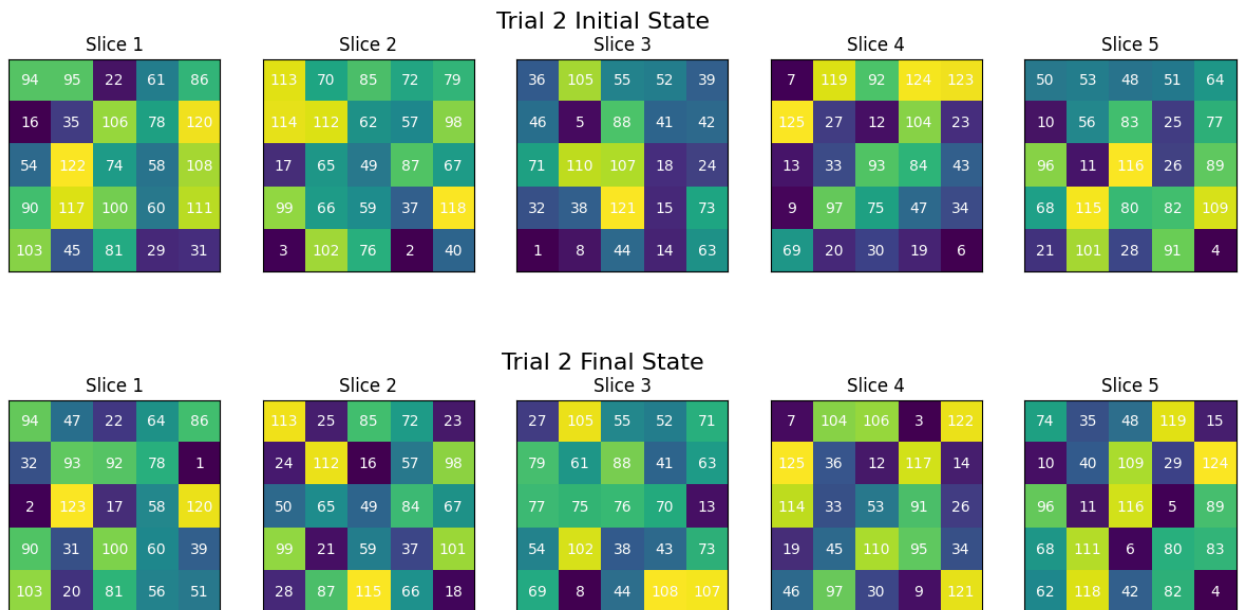 Trial 2 Initial State
Slice 1 Slice 2 Slice 3 Slice 4 Slice 5
94 95 22 61 86 113 70 85 72 79 36 105 55 52 39 7 119 92 124 123 50 53 48 51 64
16 35 106 78 120 114 112 62 57 98 46 5 88 41 42 125 27 12 104 23 10 56 83 25 77
54 122 74 58 108 17 65 49 87 67 71 110 107 18 24 13 33 93 84 43 96 11 116 26 89
90 117 100 60 111 99 66 59 37 118 32 38 121 15 73 9 97 75 47 34 68 115 80 82 109
103 45 81 29 31 3 102 76 2 40 1 8 44 14 63 69 20 30 19 6 21 101 28 91 4
Trial 2 Final State
Slice 1 Slice 2 Slice 3 Slice 4 Slice 5
94 47 22 64 86 113 25 85 72 23 27 105 55 52 71 7 104 106 3 122 74 35 48 119 15
32 93 92 78 1 24 112 16 57 98 79 61 88 41 63 125 36 12 117 14 10 40 109 29 124
2 123 17 58 120 50 65 49 84 67 77 75 76 70 13 114 33 53 91 26 96 11 116 5 89
90 31 100 60 39 99 21 59 37 101 54 102 38 43 73 19 45 110 95 34 68 111 6 80 83
103 20 81 56 51 28 87 115 66 18 69 8 44 108 107 46 97 30 9 121 62 118 42 82 4